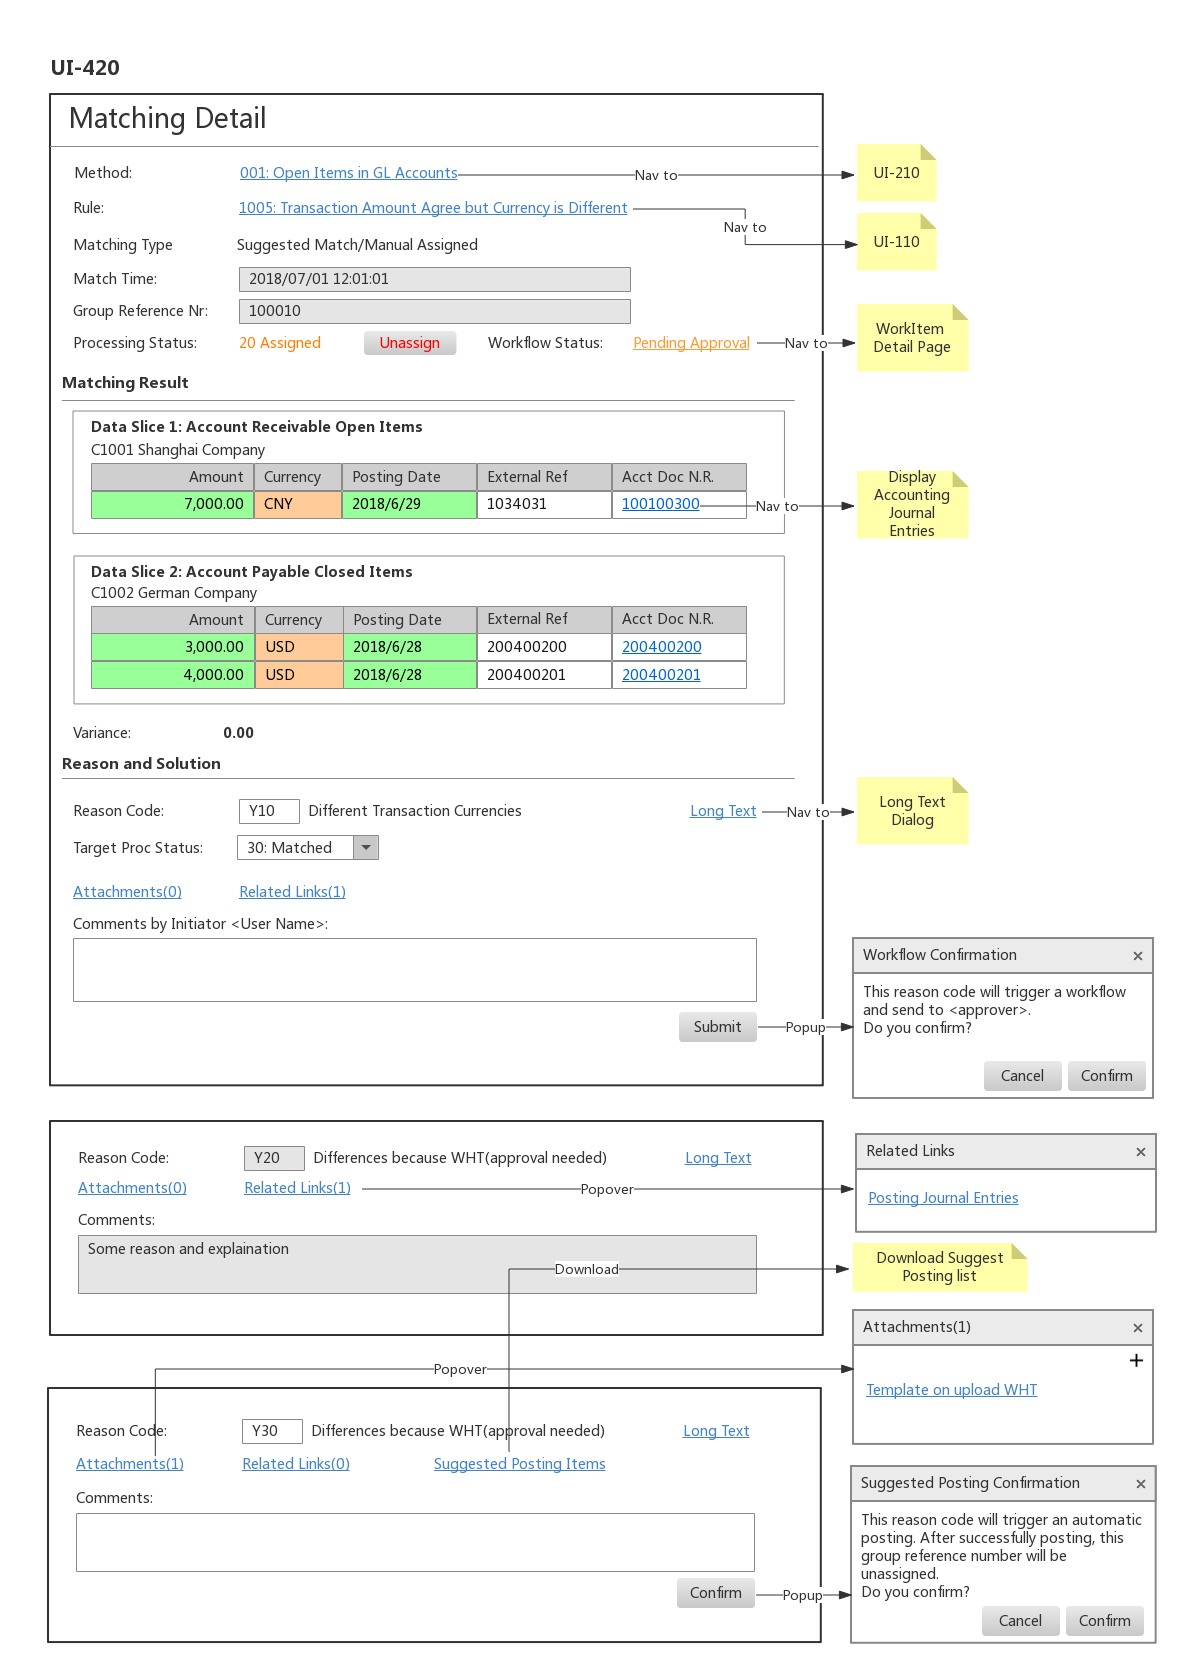 UI-420
Matching Detail
Method: 001: Open Items in GL Accounts Nav to UI-210
Rule: 1005: Transaction Amount Agree but Currency is Different
Nav to UI-110
Matching Type Suggested Match/Manual Assigned
Match Time: 2018/07/01 12:01:01
Group Reference Nr: 100010
Processing Status: 20 Assigned Unassign Workflow Status: Pending Approval Nav to
WorkItem
Detail Page
Matching Result
Data Slice 1: Account Receivable Open Items
C1001 Shanghai Company
Amount Currency Posting Date External Ref Acct Doc N.R.
7,000.00 CNY 2018/6/29 1034031 100100300 Nav to
Display
Accounting
Journal
Entries
Data Slice 2: Account Payable Closed Items
C1002 German Company
Amount Currency Posting Date External Ref Acct Doc N.R.
3,000.00 USD 2018/6/28 200400200 200400200
4,000.00 USD 2018/6/28 200400201 200400201
Variance: 0.00
Reason and Solution
Reason Code: Y10 Different Transaction Currencies Long Text Nav to
Long Text
Dialog
Target Proc Status: 30: Matched
Attachments(0) Related Links(1)
Comments by Initiator <User Name>:
Submit Popup
Workflow Confirmation ×
This reason code will trigger a workflow
and send to <approver>.
Do you confirm?
Cancel Confirm
Reason Code: Y20 Differences because WHT(approval needed) Long Text
Attachments(0) Related Links(1) Popover
Comments:
Some reason and explaination
Related Links ×
Posting Journal Entries
Download
Download Suggest
Posting list
Popover
Attachments(1) ×
+
Template on upload WHT
Reason Code: Y30 Differences because WHT(approval needed) Long Text
Attachments(1) Related Links(0) Suggested Posting Items
Comments:
Confirm Popup
Suggested Posting Confirmation ×
This reason code will trigger an automatic
posting. After successfully posting, this
group reference number will be
unassigned.
Do you confirm?
Cancel Confirm